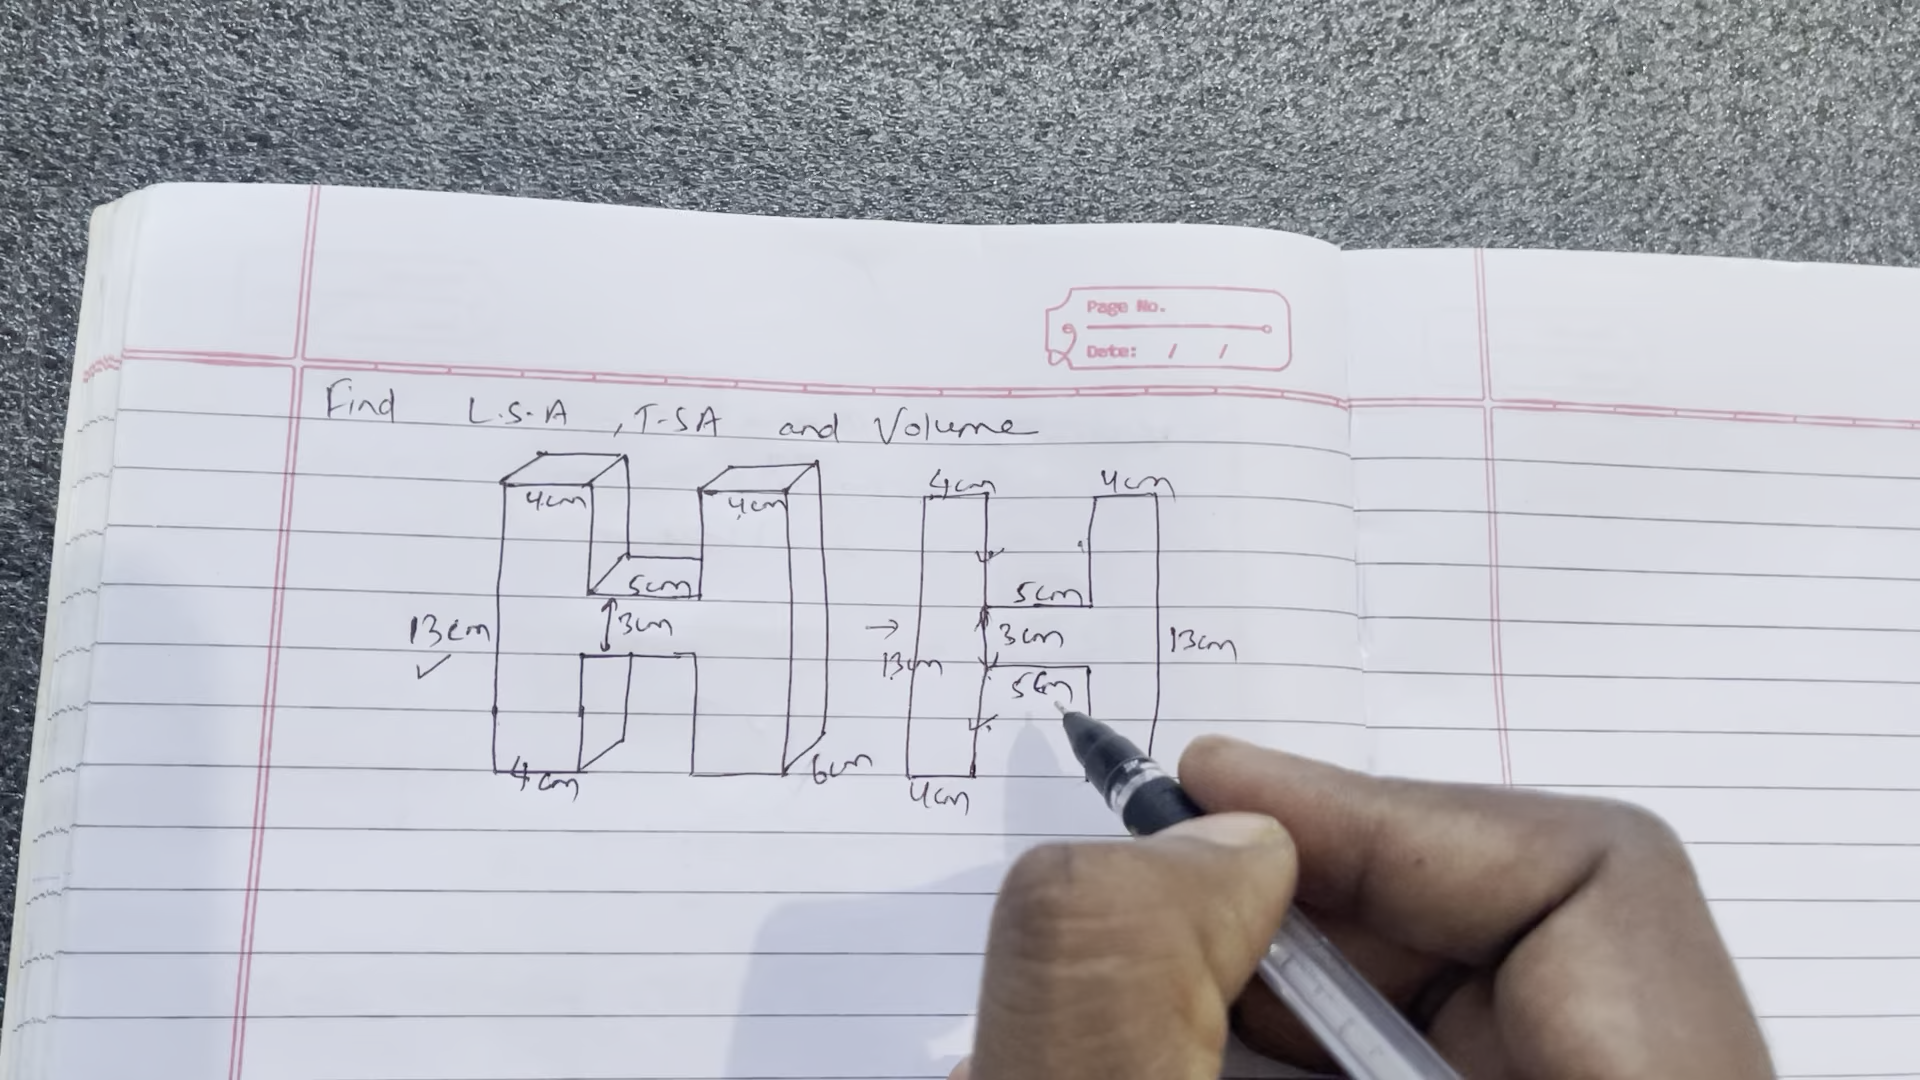 Page No.
Date: / /
Find L.S.A, T-SA and Volume
4cm 4cm
5cm
3cm
13cm
4cm
6cm
4cm 4cm
5cm
3cm
13cm
13cm
5cm
4cm